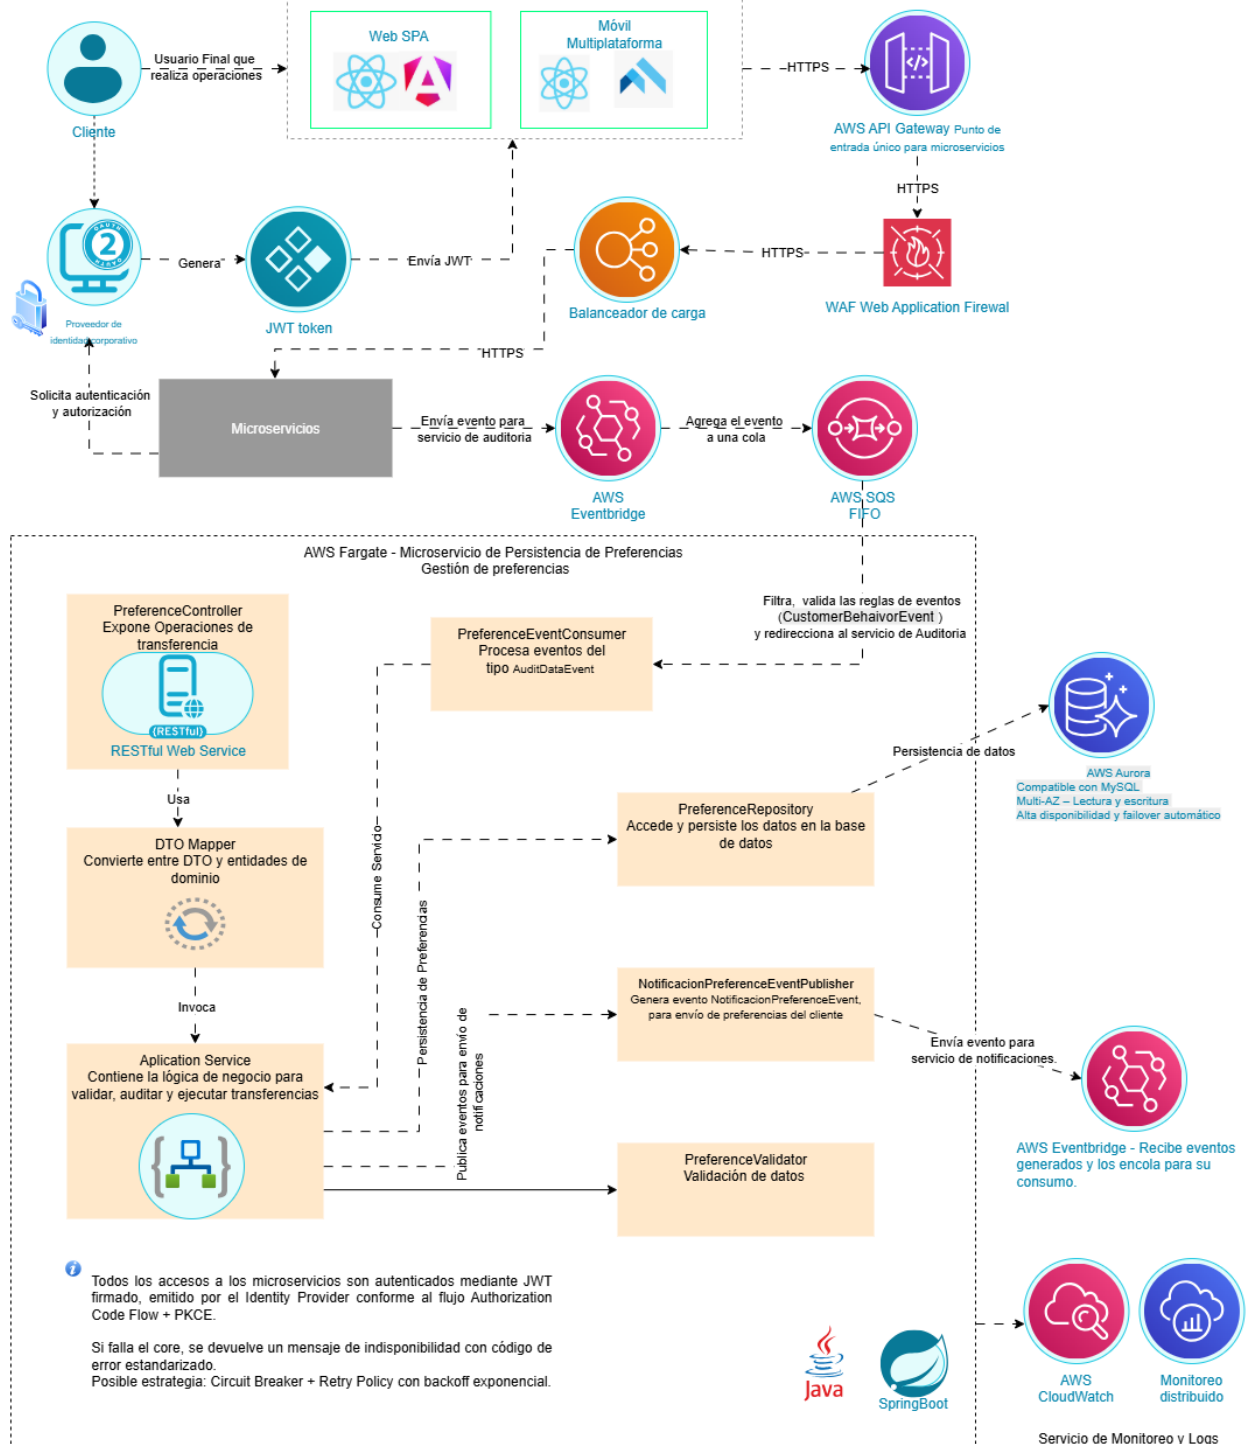 Usuario Final que
realiza operaciones
Web SPA
Móvil
Multiplataforma
HTTPS
Cliente
AWS API Gateway Punto de
entrada único para microservicios
HTTPS
OAUTH
2
OAUTH
Genera"
Envía JWT
HTTPS
JWT token
Balanceador de carga
WAF Web Application Firewal
Proveedor de
identidad corporativo
HTTPS
Solicita autenticación
y autorización
Microservicios
Envía evento para
servicio de auditoria
Agrega el evento
a una cola
AWS
Eventbridge
AWS SQS
FIFO
AWS Fargate - Microservicio de Persistencia de Preferencias
Gestión de preferencias
Filtra, valida las reglas de eventos
(CustomerBehaivorEvent )
y redirecciona al servicio de Auditoria
PreferenceController
Expone Operaciones de
transferencia
(RESTful)
RESTful Web Service
PreferenceEventConsumer
Procesa eventos del
tipo AuditDataEvent
Usa
Persistencia de datos
AWS Aurora
Compatible con MySQL
Multi-AZ – Lectura y escritura
Alta disponibilidad y failover automático
DTO Mapper
Convierte entre DTO y entidades de
dominio
PreferenceRepository
Accede y persiste los datos en la base
de datos
Consume Servicio
Persistencia de Preferencias
Invoca
NotificacionPreferenceEventPublisher
Genera evento NotificacionPreferenceEvent,
para envío de preferencias del cliente
Publica eventos para envío de
notificaciones
Envía evento para
servicio de notificaciones.
Aplication Service
Contiene la lógica de negocio para
validar, auditar y ejecutar transferencias
AWS Eventbridge - Recibe eventos
generados y los encola para su
consumo.
PreferenceValidator
Validación de datos
Todos los accesos a los microservicios son autenticados mediante JWT
firmado, emitido por el Identity Provider conforme al flujo Authorization
Code Flow + PKCE.
Si falla el core, se devuelve un mensaje de indisponibilidad con código de
error estandarizado.
Posible estrategia: Circuit Breaker + Retry Policy con backoff exponencial.
Java
SpringBoot
AWS
CloudWatch
Monitoreo
distribuido
Servicio de Monitoreo y Logs